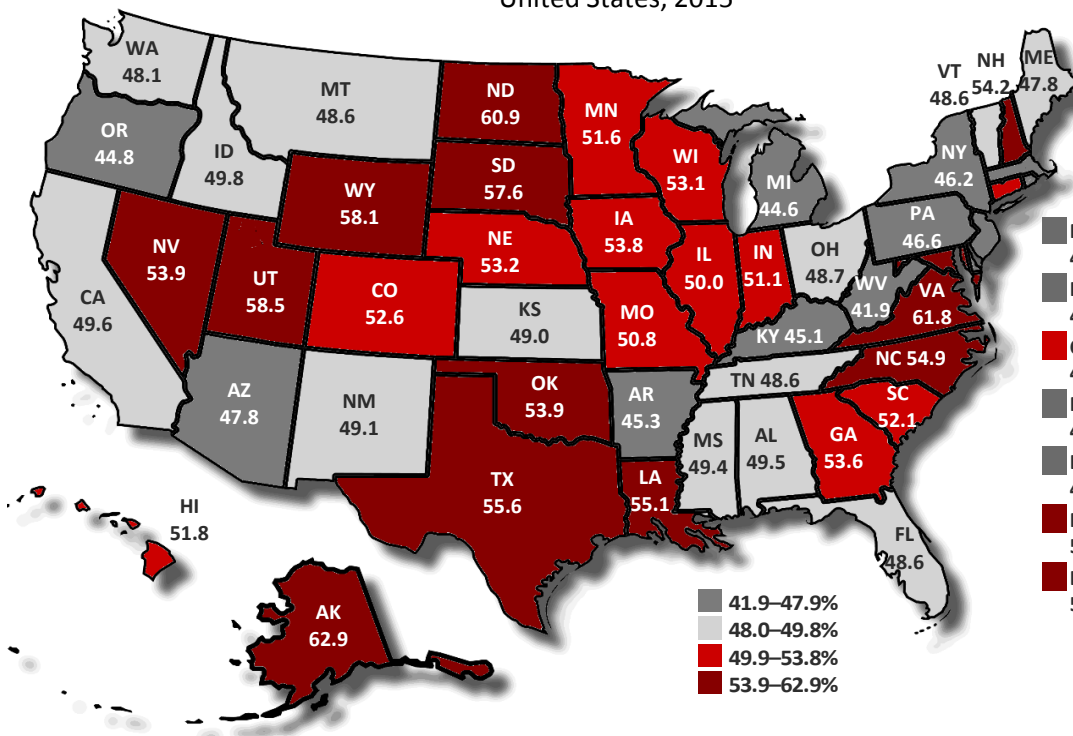 United States, 2015
WA
48.1
MT
48.6
ND
60.9
MN
51.6
VT
48.6
NH
54.2
ME
47.8
OR
44.8
ID
49.8
WY
58.1
SD
57.6
WI
53.1
MI
44.6
NY
46.2
NV
53.9
UT
58.5
CO
52.6
NE
53.2
IA
53.8
IL
50.0
IN
51.1
OH
48.7
PA
46.6
WV
41.9
VA
61.8
CA
49.6
KS
49.0
MO
50.8
KY 45.1
NC 54.9
TN 48.6
SC
52.1
AZ
47.8
NM
49.1
OK
53.9
AR
45.3
MS
49.4
AL
49.5
GA
53.6
TX
55.6
LA
55.1
FL
48.6
HI
51.8
AK
62.9
41.9–47.9%
48.0–49.8%
49.9–53.8%
53.9–62.9%